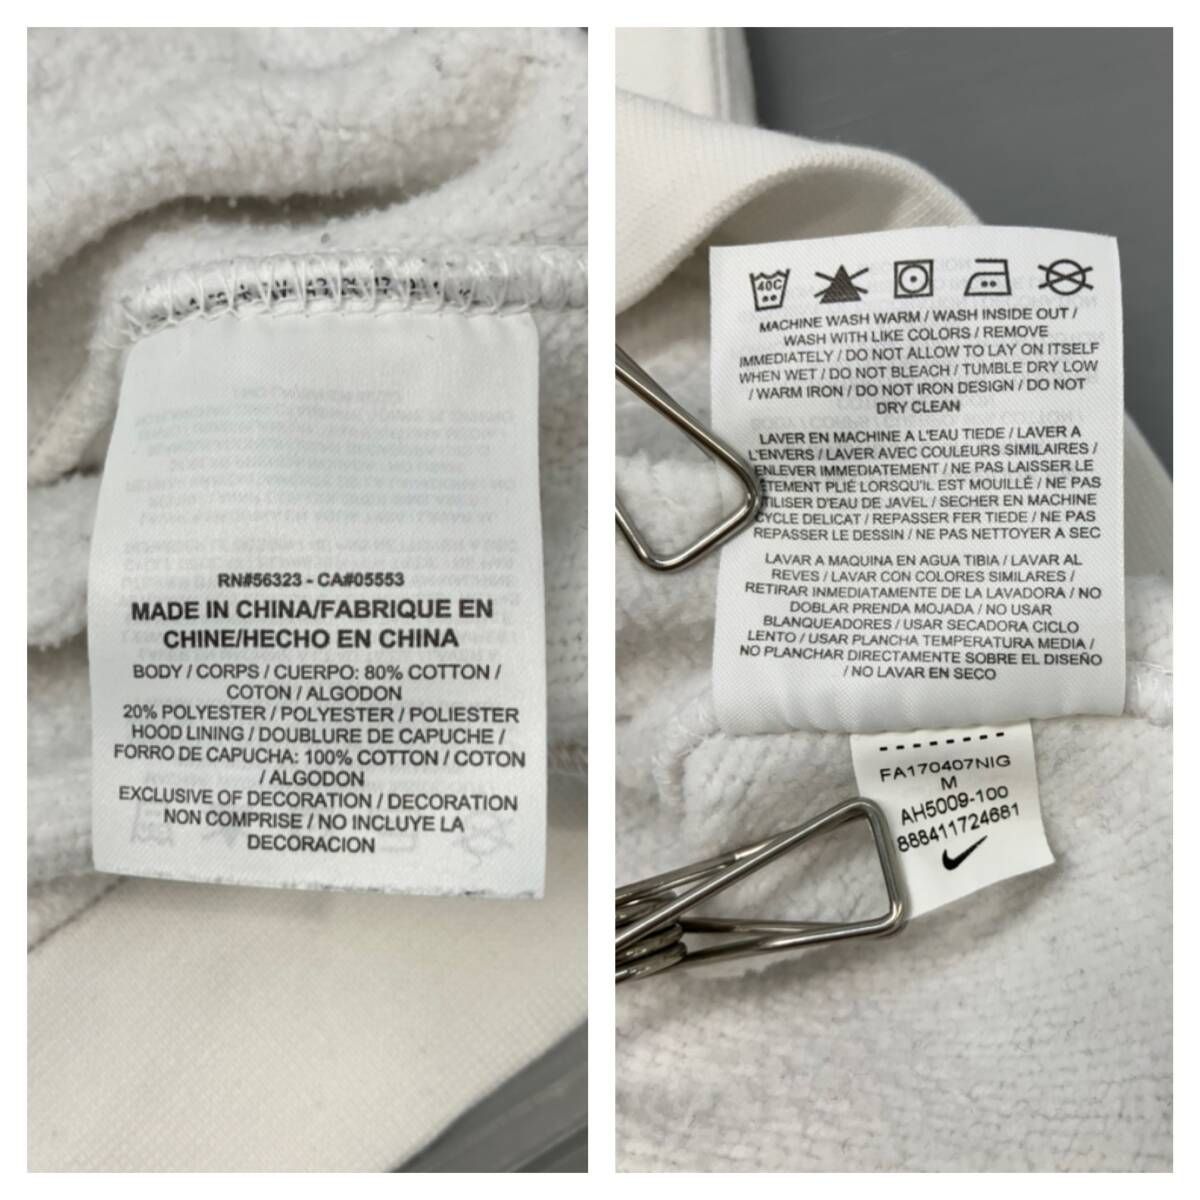 RN#56323 - CA#05553
MADE IN CHINA/FABRIQUE EN
CHINE/HECHO EN CHINA
BODY / CORPS / CUERPO: 80% COTTON /
COTON / ALGODON
20% POLYESTER / POLYESTER / POLIESTER
HOOD LINING / DOUBLURE DE CAPUCHE /
FORRO DE CAPUCHA: 100% COTTON / COTON
/ ALGODON
EXCLUSIVE OF DECORATION / DECORATION
NON COMPRISE / NO INCLUYE LA
DECORACION
40C
MACHINE WASH WARM / WASH INSIDE OUT /
WASH WITH LIKE COLORS / REMOVE
IMMEDIATELY / DO NOT ALLOW TO LAY ON ITSELF
WHEN WET / DO NOT BLEACH / TUMBLE DRY LOW
/ WARM IRON / DO NOT IRON DESIGN / DO NOT
DRY CLEAN
LAVER EN MACHINE A L'EAU TIEDE / LAVER A
L'ENVERS / LAVER AVEC COULEURS SIMILAIRES /
ENLEVER IMMEDIATEMENT / NE PAS LAISSER LE
ÊTEMENT PLIÉ LORSQU'IL EST MOUILLÉ / NE PAS
TILISER D'EAU DE JAVEL / SECHER EN MACHINE
CYCLE DELICAT / REPASSER FER TIEDE / NE PAS
REPASSER LE DESSIN / NE PAS NETTOYER A SEC
LAVAR A MAQUINA EN AGUA TIBIA / LAVAR AL
REVES / LAVAR CON COLORES SIMILARES /
RETIRAR INMEDIATAMENTE DE LA LAVADORA / NO
DOBLAR PRENDA MOJADA / NO USAR
BLANQUEADORES / USAR SECADORA CICLO
LENTO / USAR PLANCHA TEMPERATURA MEDIA /
NO PLANCHAR DIRECTAMENTE SOBRE EL DISEÑO
/ NO LAVAR EN SECO
FA170407NIG
M
AH5009-100
888411724681